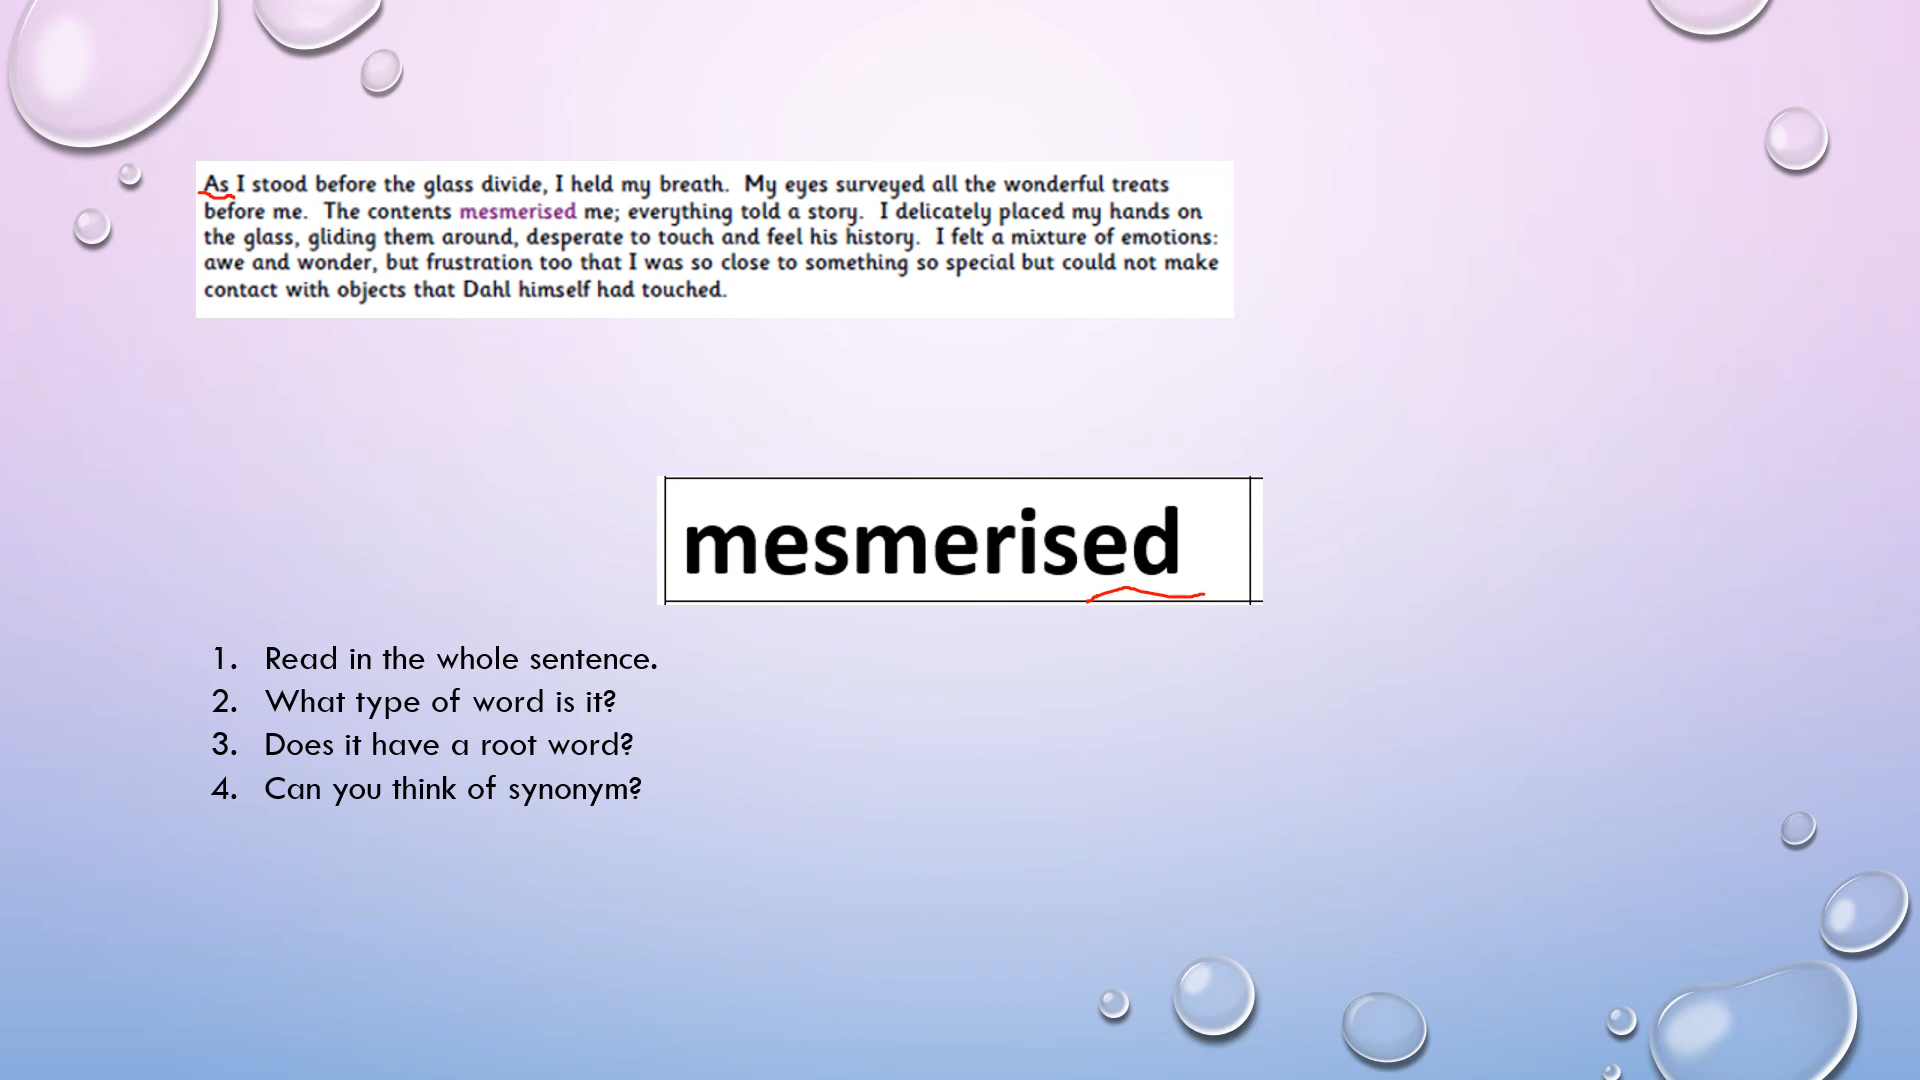 As I stood before the glass divide, I held my breath.  My eyes surveyed all the wonderful treats
before me.  The contents mesmerised me; everything told a story.  I delicately placed my hands on
the glass, gliding them around, desperate to touch and feel his history.  I felt a mixture of emotions:
awe and wonder, but frustration too that I was so close to something so special but could not make
contact with objects that Dahl himself had touched.
mesmerised
1. Read in the whole sentence.
2. What type of word is it?
3. Does it have a root word?
4. Can you think of synonym?